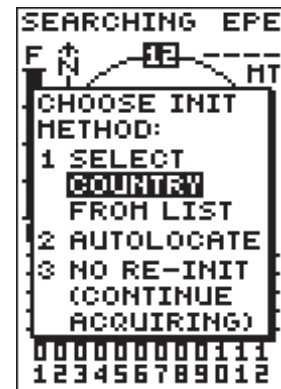 SEARCHING EPE
F N 12 ----
MT
CHOOSE INIT
METHOD:
1 SELECT
COUNTRY
FROM LIST
2 AUTOLOCATE
3 NO RE-INIT
(CONTINUE
ACQUIRING)
000000000111
123456789012